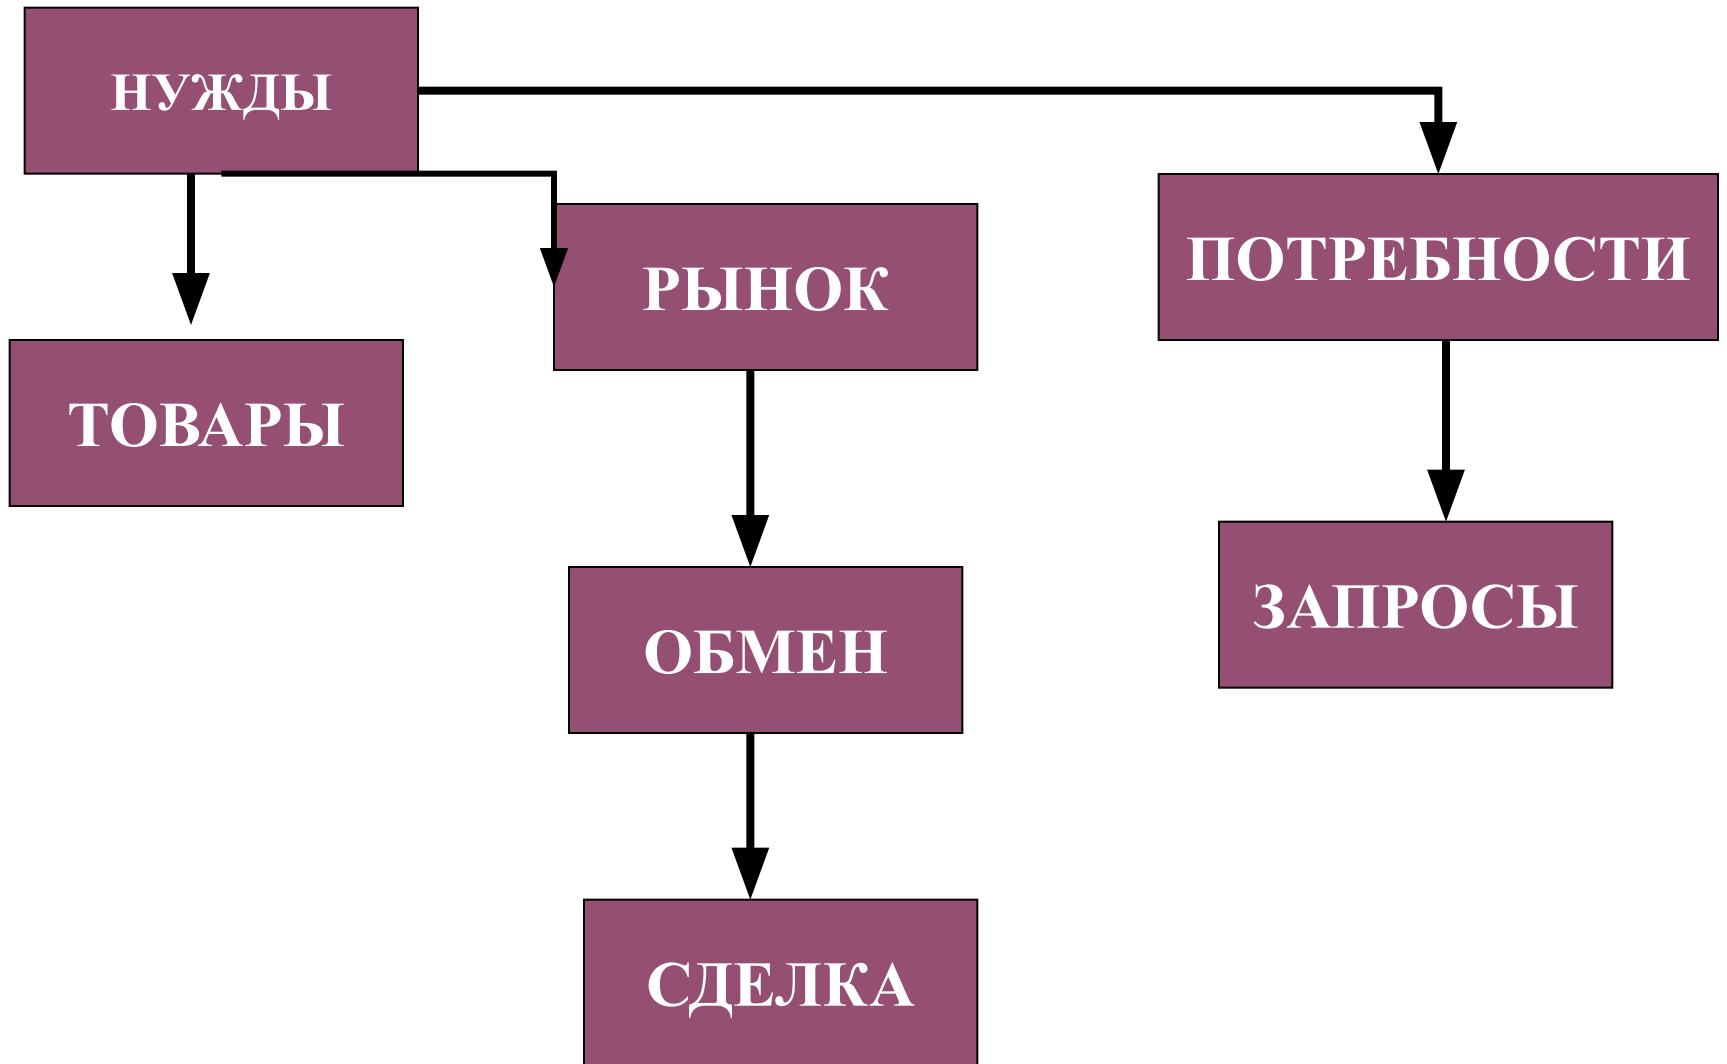 НУЖДЫ
ПОТРЕБНОСТИ
РЫНОК
ТОВАРЫ
ЗАПРОСЫ
ОБМЕН
СДЕЛКА